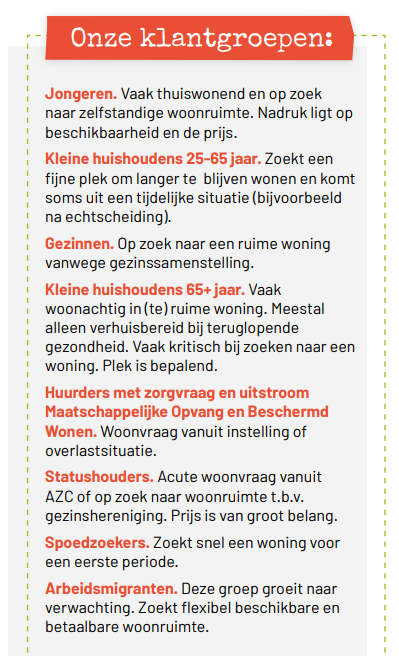 Onze klantgroepen:
Jongeren. Vaak thuiswonend en op zoek
naar zelfstandige woonruimte. Nadruk ligt op
beschikbaarheid en de prijs.
Kleine huishoudens 25-65 jaar. Zoekt een
fijne plek om langer te  blijven wonen en komt
soms uit een tijdelijke situatie (bijvoorbeeld
na echtscheiding).
Gezinnen. Op zoek naar een ruime woning
vanwege gezinssamenstelling.
Kleine huishoudens 65+ jaar. Vaak
woonachtig in (te) ruime woning. Meestal
alleen verhuisbereid bij teruglopende
gezondheid. Vaak kritisch bij zoeken naar een
woning. Plek is bepalend.
Huurders met zorgvraag en uitstroom
Maatschappelijke Opvang en Beschermd
Wonen. Woonvraag vanuit instelling of
overlastsituatie.
Statushouders. Acute woonvraag vanuit
AZC of op zoek naar woonruimte t.b.v.
gezinshereniging. Prijs is van groot belang.
Spoedzoekers. Zoekt snel een woning voor
een eerste periode.
Arbeidsmigranten. Deze groep groeit naar
verwachting. Zoekt flexibel beschikbare en
betaalbare woonruimte.